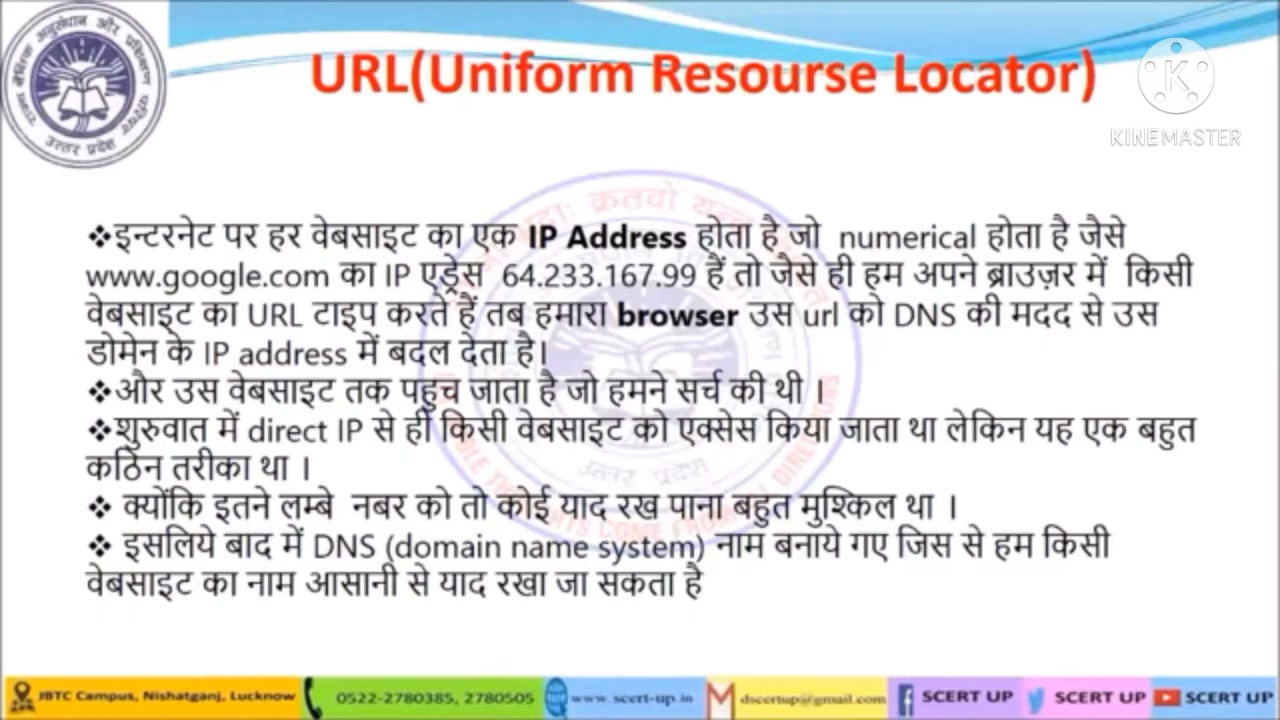 URL(Uniform Resourse Locator)
KINEMASTER
❖इन्टरनेट पर हर वेबसाइट का एक IP Address होता है जो numerical होता है जैसे
www.google.com का IP एड्रेस 64.233.167.99 हैं तो जैसे ही हम अपने ब्राउज़र में किसी
वेबसाइट का URL टाइप करते हैं तब हमारा browser उस url को DNS की मदद से उस
डोमेन के IP address में बदल देता है।
❖और उस वेबसाइट तक पहुच जाता है जो हमने सर्च की थी ।
❖शुरुवात में direct IP से ही किसी वेबसाइट को एक्सेस किया जाता था लेकिन यह एक बहुत
कठिन तरीका था ।
❖ क्योंकि इतने लम्बे नबर को तो कोई याद रख पाना बहुत मुश्किल था ।
❖ इसलिये बाद में DNS (domain name system) नाम बनाये गए जिस से हम किसी
वेबसाइट का नाम आसानी से याद रखा जा सकता है
उत्तर प्रदेश
JBTC Campus, Nishatganj, Lucknow 0522-2780385, 2780505 www.scert-up.in dscertup@gmail.com SCERT UP SCERT UP SCERT UP